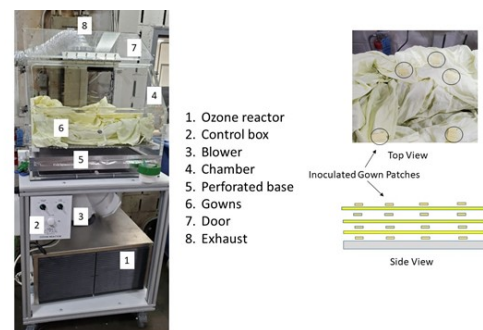 8
7
4
6
5
3
2
1
1. Ozone reactor
2. Control box
3. Blower
4. Chamber
5. Perforated base
6. Gowns
7. Door
8. Exhaust
Top View
Inoculated Gown Patches
Side View